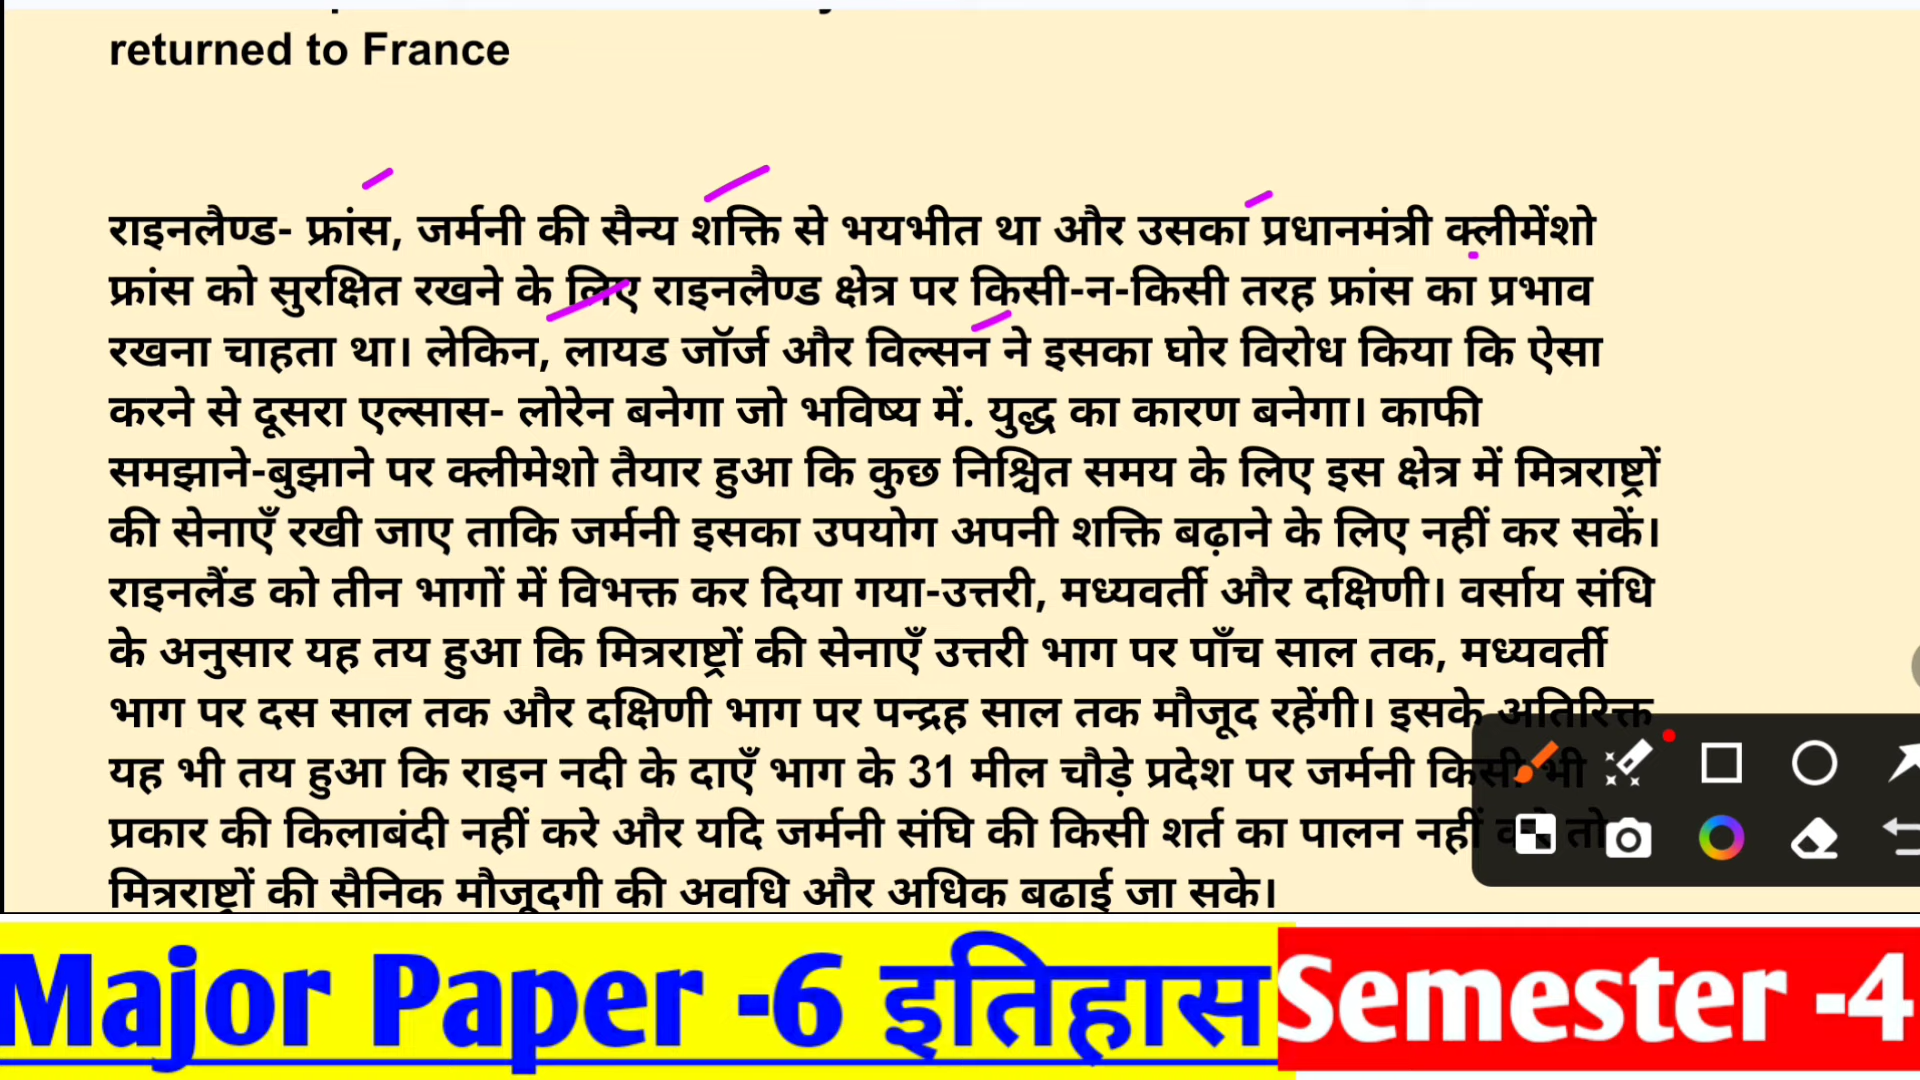 returned to France
राइनलैण्ड- फ्रांस, जर्मनी की सैन्य शक्ति से भयभीत था और उसका प्रधानमंत्री क्लीमेंशो
फ्रांस को सुरक्षित रखने के लिए राइनलैण्ड क्षेत्र पर किसी-न-किसी तरह फ्रांस का प्रभाव
रखना चाहता था। लेकिन, लायड जॉर्ज और विल्सन ने इसका घोर विरोध किया कि ऐसा
करने से दूसरा एल्सास- लोरेन बनेगा जो भविष्य में. युद्ध का कारण बनेगा। काफी
समझाने-बुझाने पर क्लीमेशो तैयार हुआ कि कुछ निश्चित समय के लिए इस क्षेत्र में मित्रराष्ट्रों
की सेनाएँ रखी जाए ताकि जर्मनी इसका उपयोग अपनी शक्ति बढ़ाने के लिए नहीं कर सकें।
राइनलैंड को तीन भागों में विभक्त कर दिया गया-उत्तरी, मध्यवर्ती और दक्षिणी। वर्साय संधि
के अनुसार यह तय हुआ कि मित्रराष्ट्रों की सेनाएँ उत्तरी भाग पर पाँच साल तक, मध्यवर्ती
भाग पर दस साल तक और दक्षिणी भाग पर पन्द्रह साल तक मौजूद रहेंगी। इसके अतिरिक्त
यह भी तय हुआ कि राइन नदी के दाएँ भाग के 31 मील चौड़े प्रदेश पर जर्मनी किसी भी
प्रकार की किलाबंदी नहीं करे और यदि जर्मनी संघि की किसी शर्त का पालन नहीं तो
मित्रराष्ट्रों की सैनिक मौजूदगी की अवधि और अधिक बढाई जा सके।
Major Paper -6 इतिहास Semester -4